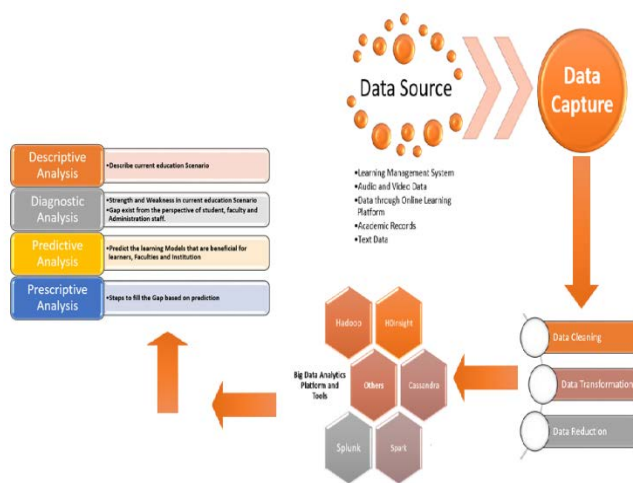 Data Source
Data
Capture
•Learning Management System
•Audio and Video Data
•Data through Online Learning
Platform
•Academic Records
•Text Data
Data Cleaning
Data Transformation
Data Reduction
Big Data Analytics
Platform and
Tools
Hadoop
HDInsight
Others
Cassandra
Splunk
Spark
Descriptive
Analysis
•Describe current education Scenario
Diagnostic
Analysis
•Strength and Weakness in current education Scenario
•Gap exist from the perspective of student, faculty and
Administration staff.
Predictive
Analysis
•Predict the learning Models that are beneficial for
learners, Faculties and Institution
Prescriptive
Analysis
•Steps to fill the Gap based on prediction